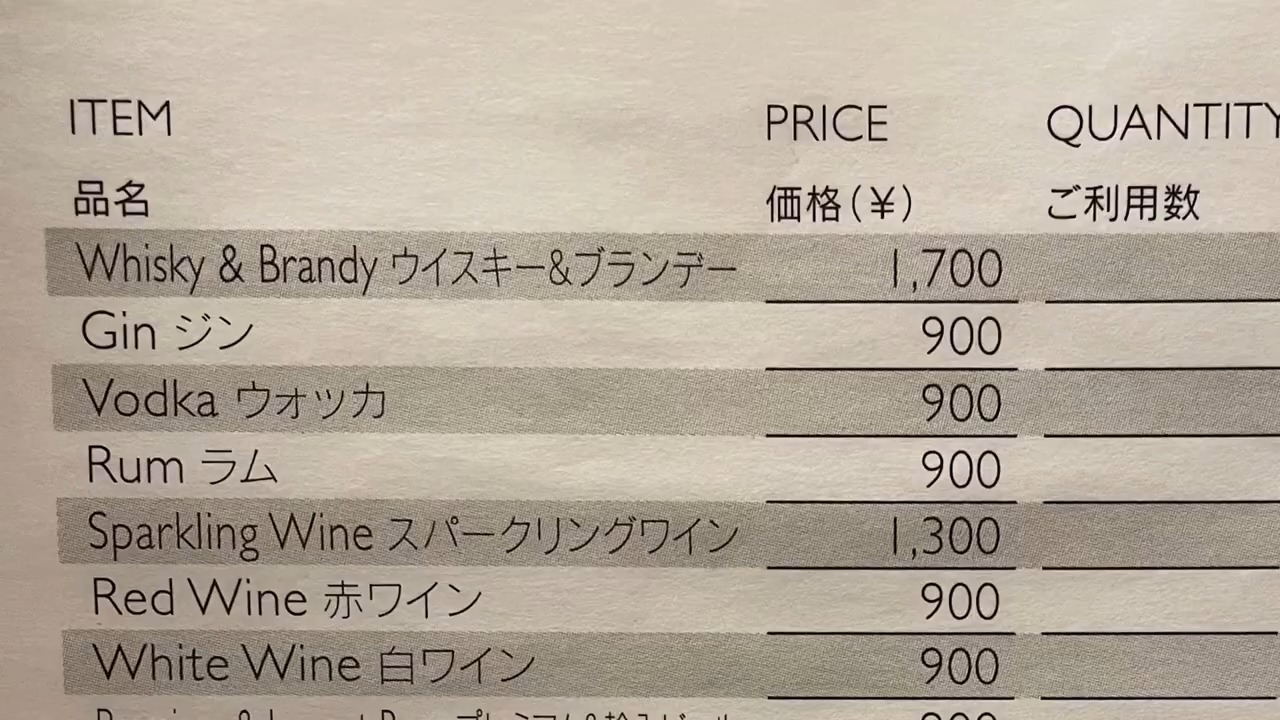 ITEM PRICE QUANTITY
品名 価格(¥) ご利用数
Whisky & Brandy ウイスキー&ブランデー 1,700
Gin ジン 900
Vodka ウォッカ 900
Rum ラム 900
Sparkling Wine スパークリングワイン 1,300
Red Wine 赤ワイン 900
White Wine 白ワイン 900